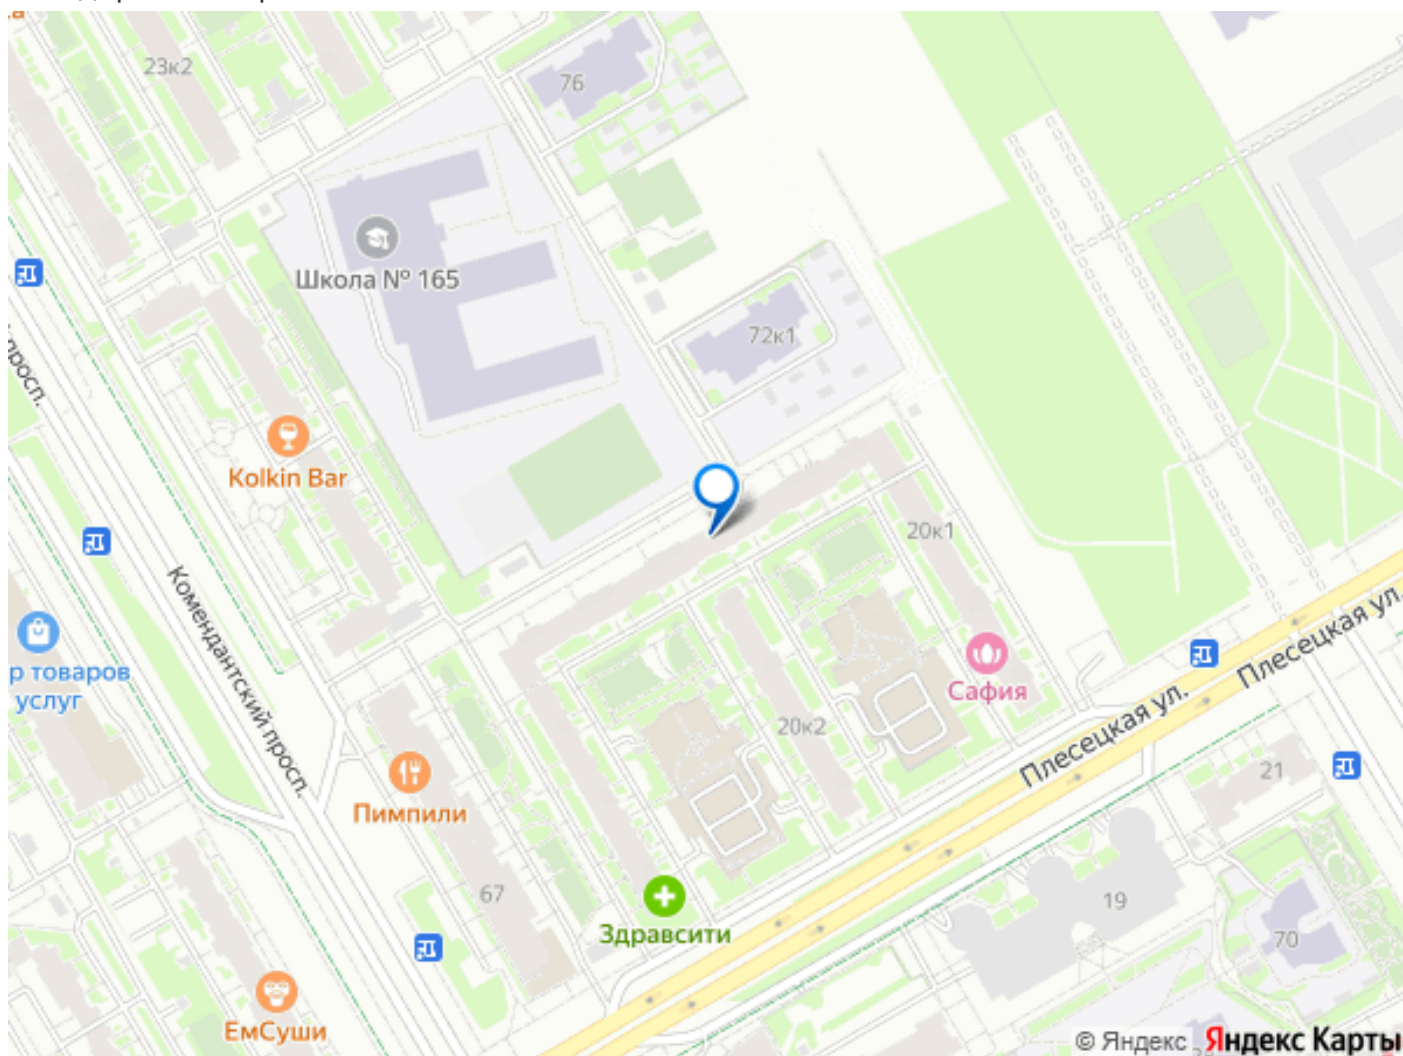 23к2
76
Школа № 165
72к1
просп.
Kolkin Bar
20к1
Комендантский просп.
р товаров
услуг
Сафия
Плесецкая ул.
Плесецкая ул.
20к2
21
Пимпили
67
19
Здравсити
70
ЕмСуши
© Яндекс Яндекс Карты